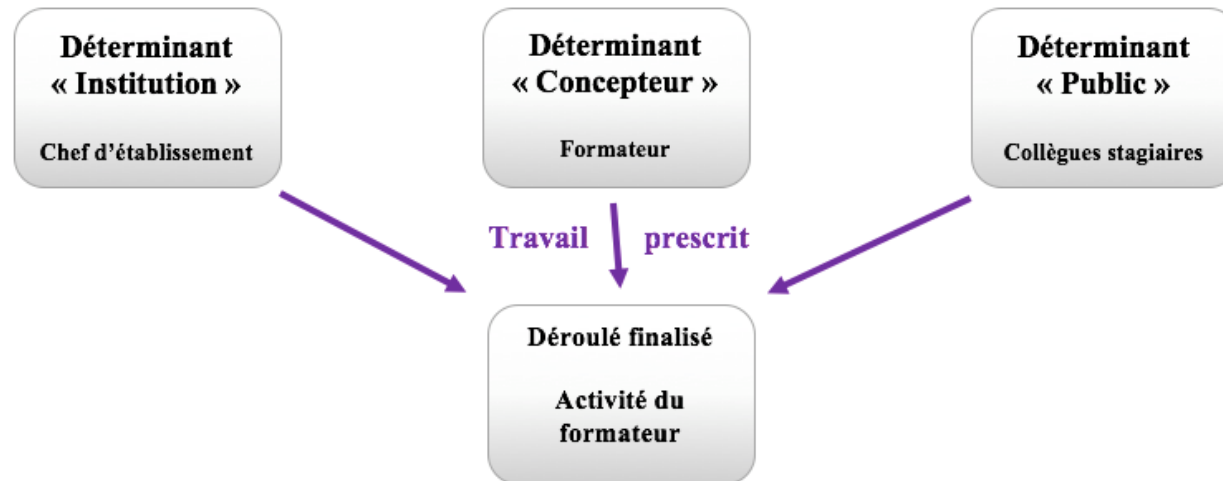 Déterminant
« Institution »
Chef d'établissement
Déterminant
« Concepteur »
Formateur
Déterminant
« Public »
Collègues stagiaires
Travail prescrit
Déroulé finalisé
Activité du
formateur